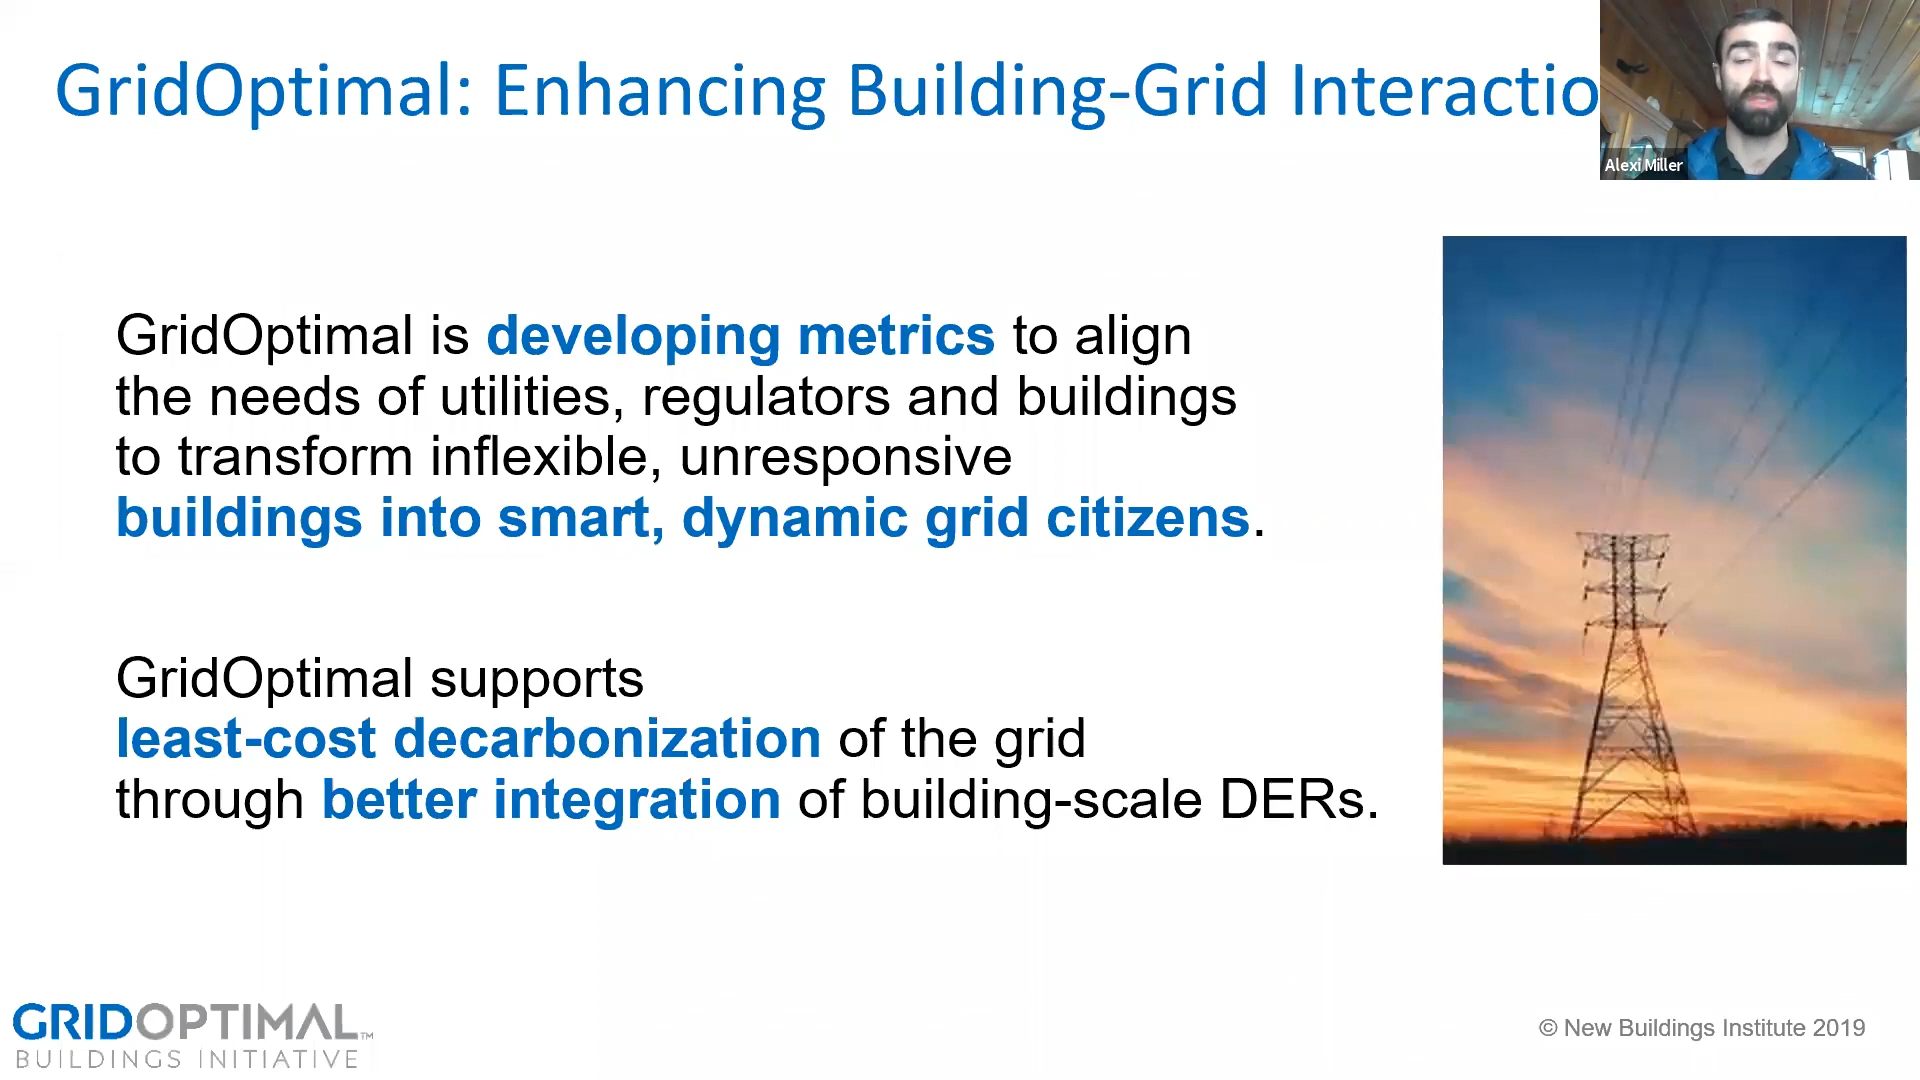 GridOptimal: Enhancing Building-Grid Interactio
Alexi Miller
GridOptimal is developing metrics to align
the needs of utilities, regulators and buildings
to transform inflexible, unresponsive
buildings into smart, dynamic grid citizens.
GridOptimal supports
least-cost decarbonization of the grid
through better integration of building-scale DERs.
GRIDOPTIMAL™
BUILDINGS INITIATIVE
© New Buildings Institute 2019